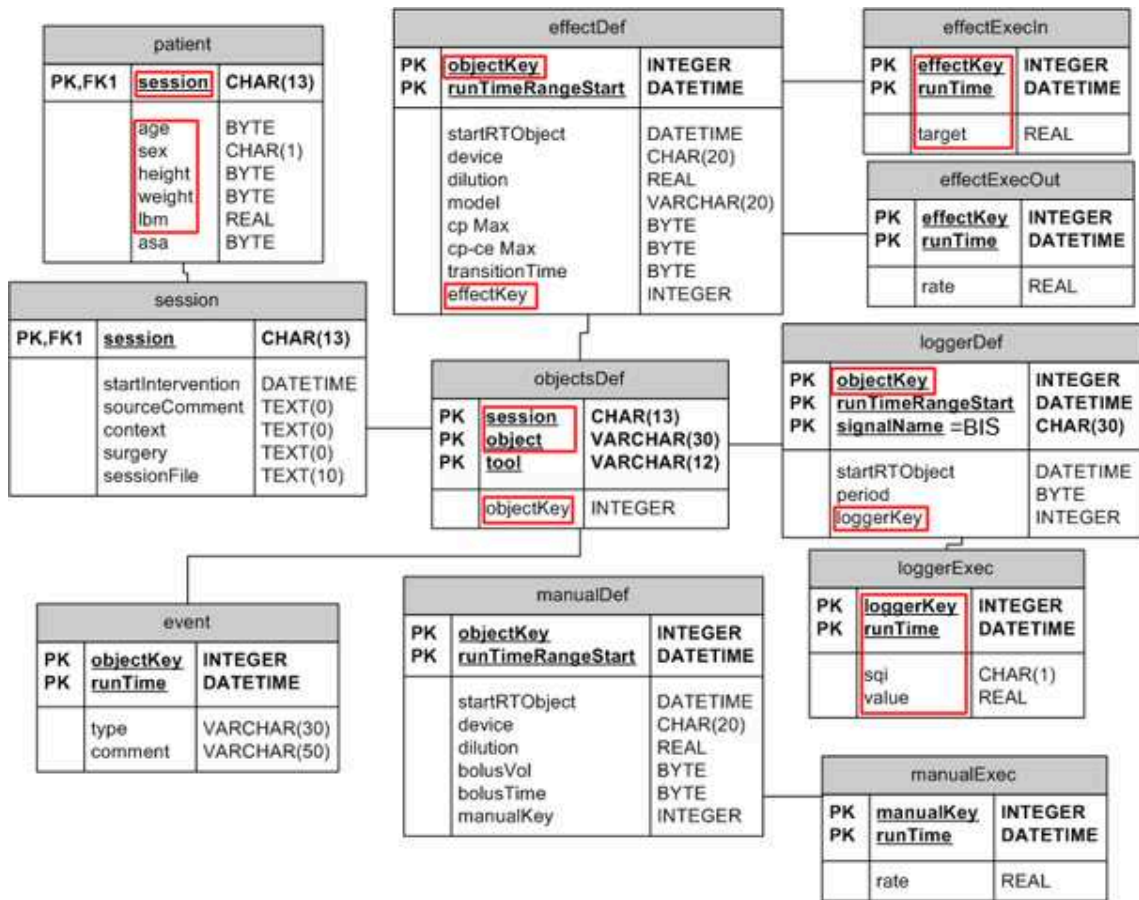 patient
PK,FK1 session CHAR(13)
age BYTE
sex CHAR(1)
height BYTE
weight BYTE
lbm REAL
asa BYTE
session
PK,FK1 session CHAR(13)
startIntervention DATETIME
sourceComment TEXT(0)
context TEXT(0)
surgery TEXT(0)
sessionFile TEXT(10)
effectDef
PK objectKey INTEGER
PK runTimeRangeStart DATETIME
startRTObject DATETIME
device CHAR(20)
dilution REAL
model VARCHAR(20)
cp Max BYTE
cp-ce Max BYTE
transitionTime BYTE
effectKey INTEGER
effectExecIn
PK effectKey INTEGER
PK runTime DATETIME
target REAL
effectExecOut
PK effectKey INTEGER
PK runTime DATETIME
rate REAL
objectsDef
PK session CHAR(13)
PK object VARCHAR(30)
PK tool VARCHAR(12)
objectKey INTEGER
loggerDef
PK objectKey INTEGER
PK runTimeRangeStart DATETIME
PK signalName =BIS CHAR(30)
startRTObject DATETIME
period BYTE
loggerKey INTEGER
loggerExec
PK loggerKey INTEGER
PK runTime DATETIME
sqi CHAR(1)
value REAL
event
PK objectKey INTEGER
PK runTime DATETIME
type VARCHAR(30)
comment VARCHAR(50)
manualDef
PK objectKey INTEGER
PK runTimeRangeStart DATETIME
startRTObject DATETIME
device CHAR(20)
dilution REAL
bolusVol BYTE
bolusTime BYTE
manualKey INTEGER
manualExec
PK manualKey INTEGER
PK runTime DATETIME
rate REAL